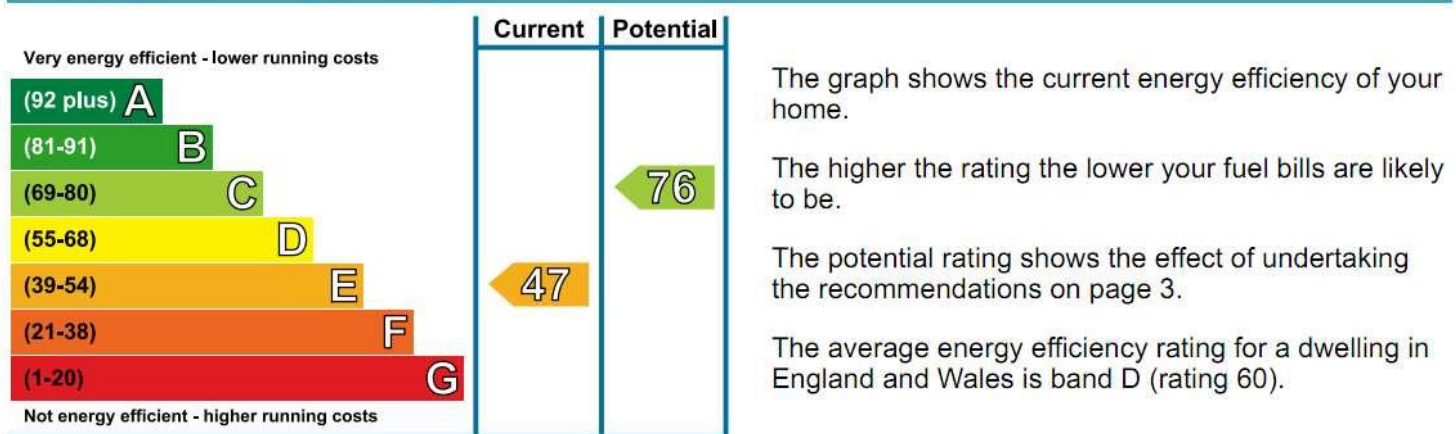 Current Potential
Very energy efficient - lower running costs
(92 plus) A
(81-91) B
(69-80) C
76
(55-68) D
(39-54) E
47
(21-38) F
(1-20) G
Not energy efficient - higher running costs
The graph shows the current energy efficiency of your
home.
The higher the rating the lower your fuel bills are likely
to be.
The potential rating shows the effect of undertaking
the recommendations on page 3.
The average energy efficiency rating for a dwelling in
England and Wales is band D (rating 60).